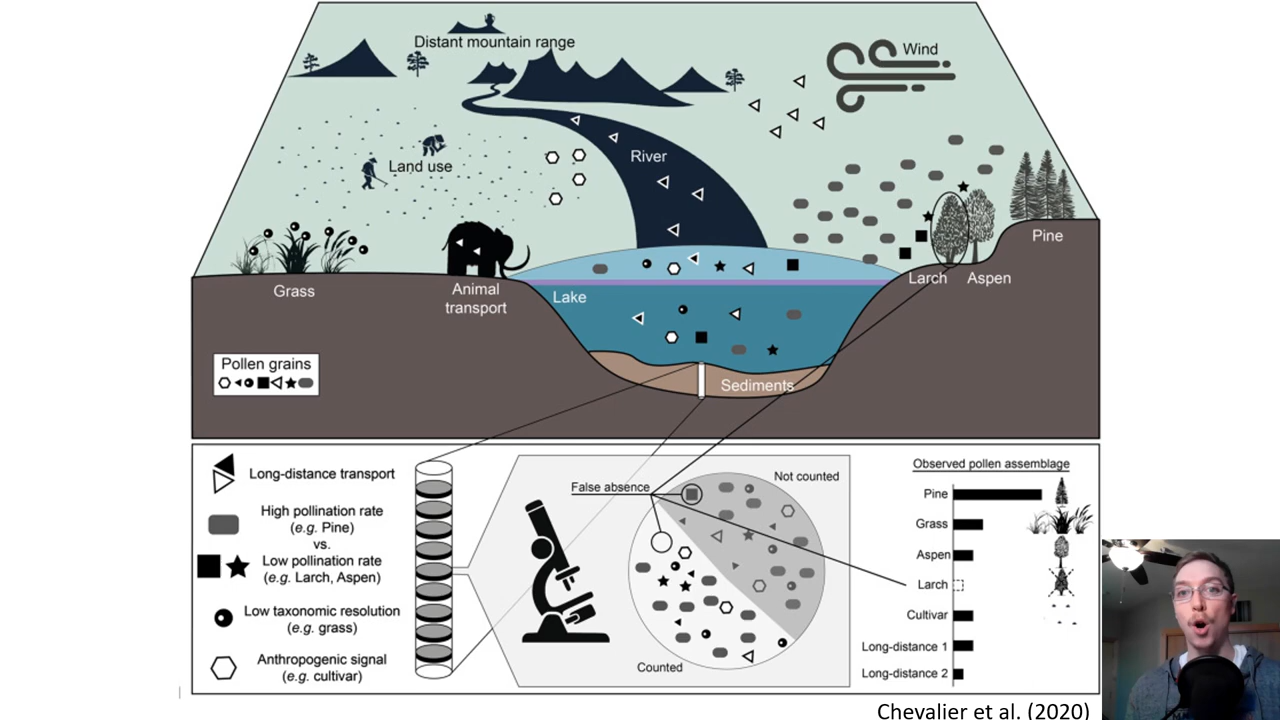 Distant mountain range
Wind
River
Land use
Pine
Larch
Aspen
Grass
Animal
transport
Lake
Pollen grains
Sediments
Long-distance transport
High pollination rate
(e.g. Pine)
vs.
Low pollination rate
(e.g. Larch, Aspen)
Low taxonomic resolution
(e.g. grass)
Anthropogenic signal
(e.g. cultivar)
False absence
Not counted
Counted
Observed pollen assemblage
Pine
Grass
Aspen
Larch
Cultivar
Long-distance 1
Long-distance 2
Chevalier et al. (2020)